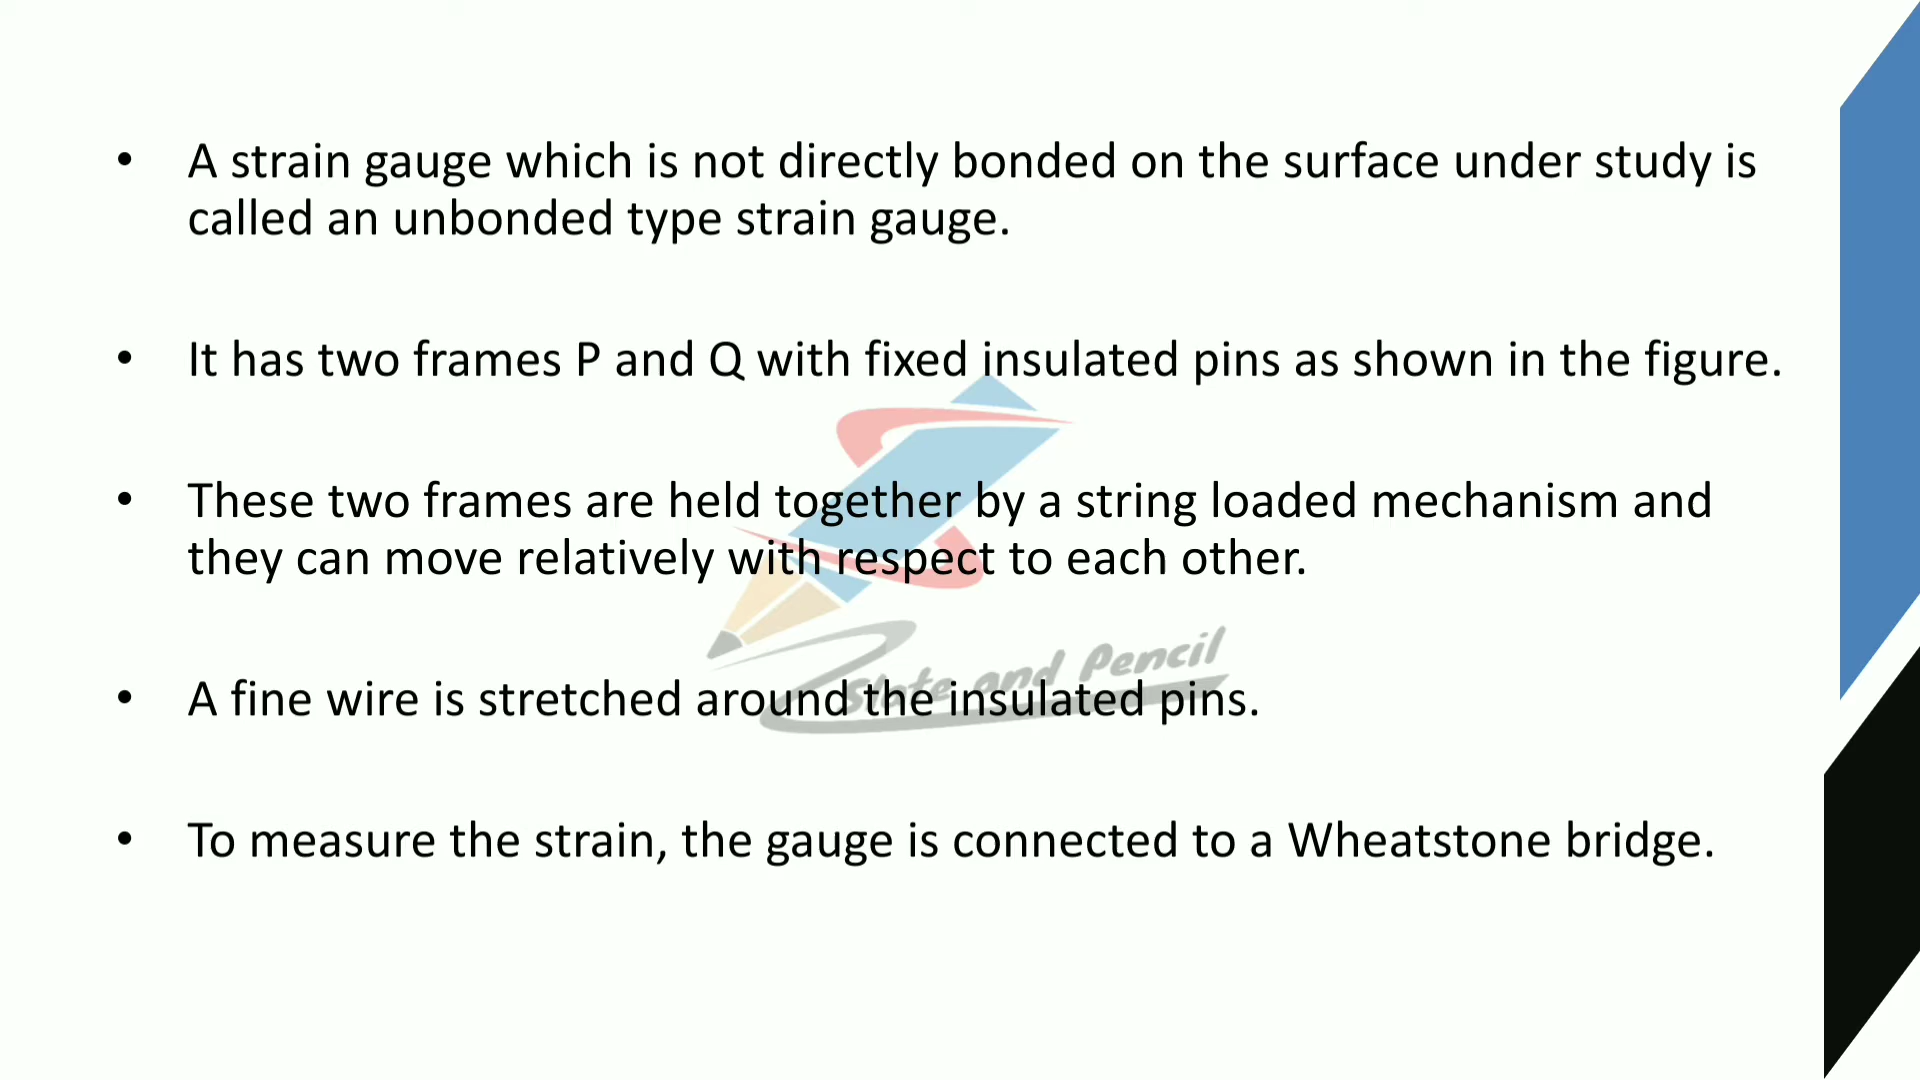 • A strain gauge which is not directly bonded on the surface under study is
called an unbonded type strain gauge.
• It has two frames P and Q with fixed insulated pins as shown in the figure.
• These two frames are held together by a string loaded mechanism and
they can move relatively with respect to each other.
Slate and Pencil
• A fine wire is stretched around the insulated pins.
• To measure the strain, the gauge is connected to a Wheatstone bridge.